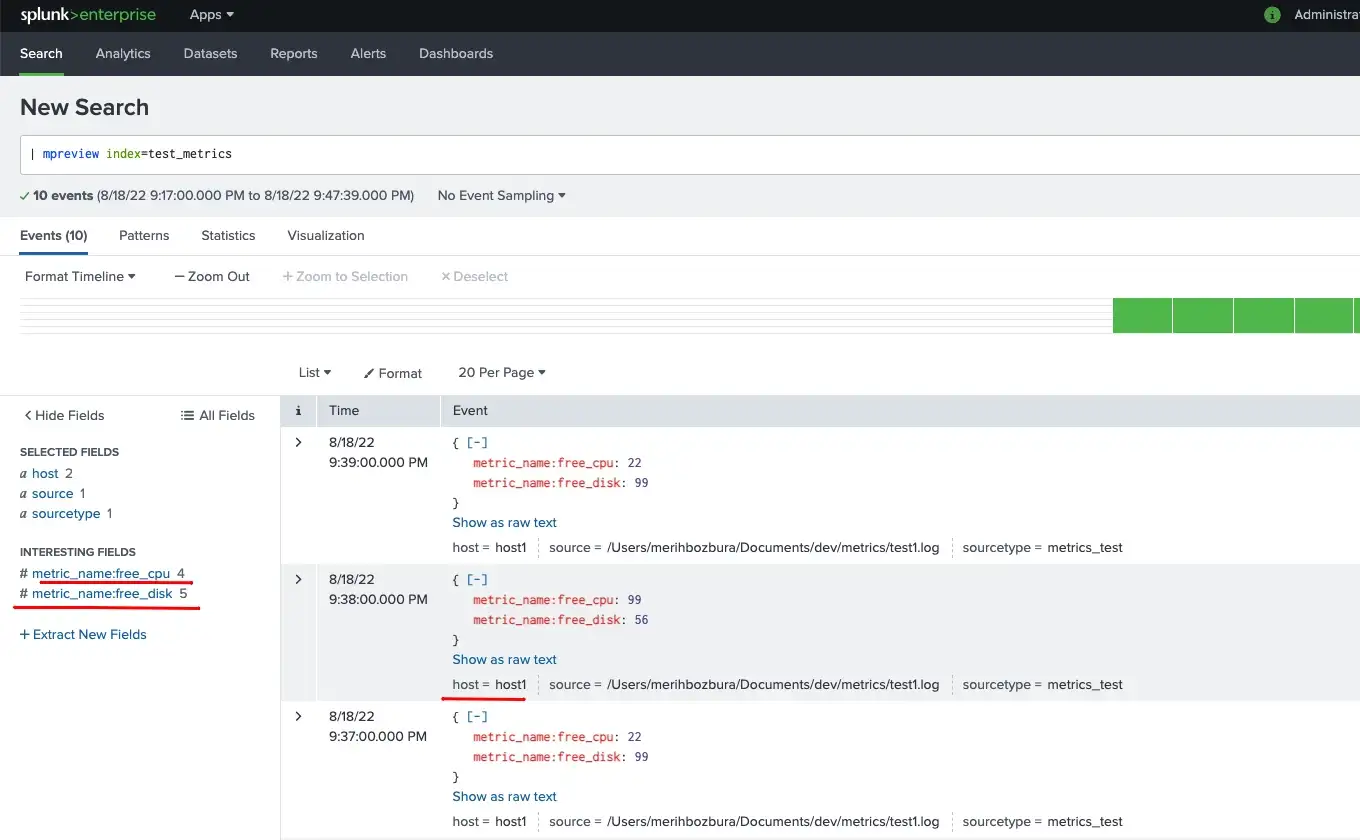 splunk>enterprise Apps i Administra
Search Analytics Datasets Reports Alerts Dashboards
New Search
| mpreview index=test_metrics
10 events (8/18/22 9:17:00.000 PM to 8/18/22 9:47:39.000 PM) No Event Sampling
Events (10) Patterns Statistics Visualization
Format Timeline — Zoom Out + Zoom to Selection × Deselect
List Format 20 Per Page
< Hide Fields All Fields
SELECTED FIELDS
a host 2
a source 1
a sourcetype 1
INTERESTING FIELDS
# metric_name:free_cpu 4
# metric_name:free_disk 5
+ Extract New Fields
i Time Event
> 8/18/22
9:39:00.000 PM
{ [-]
metric_name:free_cpu: 22
metric_name:free_disk: 99
}
Show as raw text
host = host1 source = /Users/merihbozbura/Documents/dev/metrics/test1.log sourcetype = metrics_test
> 8/18/22
9:38:00.000 PM
{ [-]
metric_name:free_cpu: 99
metric_name:free_disk: 56
}
Show as raw text
host = host1 source = /Users/merihbozbura/Documents/dev/metrics/test1.log sourcetype = metrics_test
> 8/18/22
9:37:00.000 PM
{ [-]
metric_name:free_cpu: 22
metric_name:free_disk: 99
}
Show as raw text
host = host1 source = /Users/merihbozbura/Documents/dev/metrics/test1.log sourcetype = metrics_test